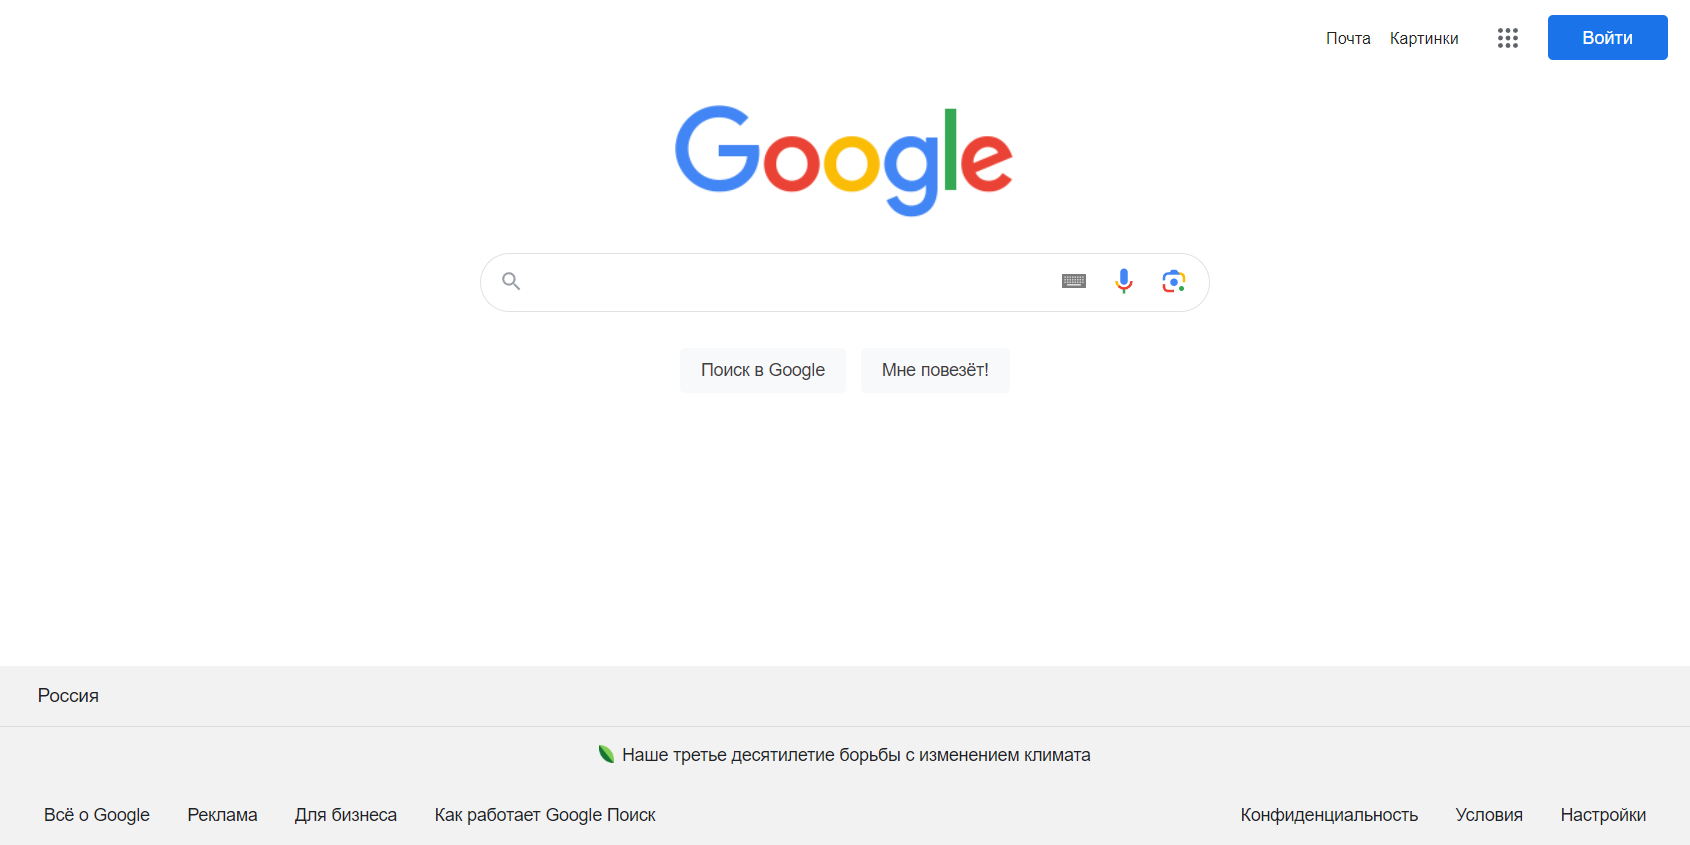 Почта Картинки Войти
Google
Поиск в Google Мне повезёт!
Россия
Наше третье десятилетие борьбы с изменением климата
Всё о Google Реклама Для бизнеса Как работает Google Поиск Конфиденциальность Условия Настройки